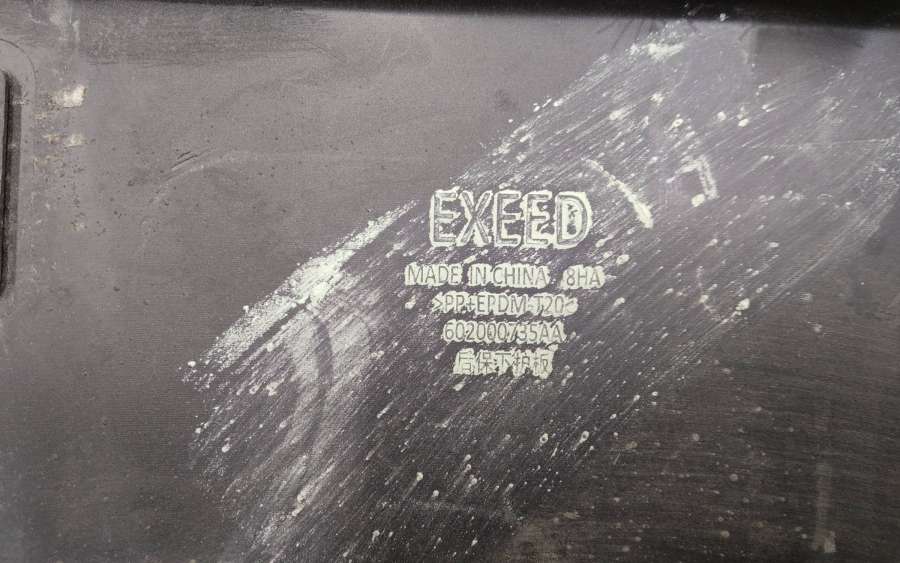 EXEED
MADE IN CHINA 8HA
>PP+EPDM-T20<
602000735AA
后保下护板